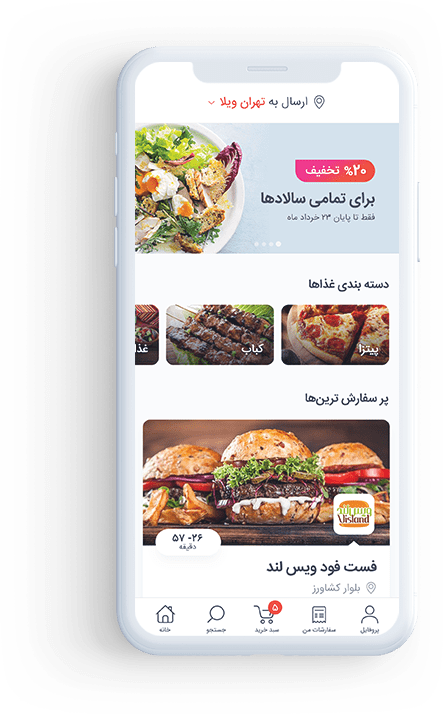 ارسال به تهران ویلا
%۲۰ تخفیف
برای تمامی سالادها
فقط تا پایان ۲۳ خرداد ماه
دسته بندی غذاها
پیتزا
کباب
غذا
پر سفارش ترین‌ها
Visland
۲۶- ۵۷
دقیقه
فست فود ویس لند
بلوار کشاورز
۵
پروفایل
سفارشات من
سبد خرید
جستجو
خانه